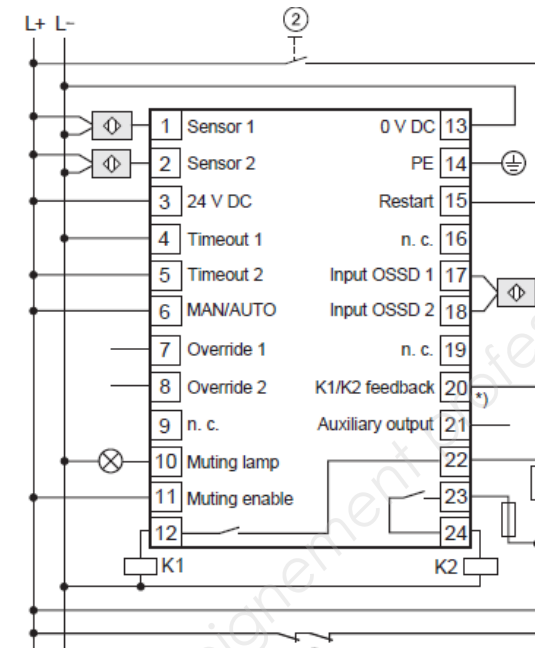 L+ L−
2
1 Sensor 1 0 V DC 13
2 Sensor 2 PE 14
3 24 V DC Restart 15
4 Timeout 1 n. c. 16
5 Timeout 2 Input OSSD 1 17
6 MAN/AUTO Input OSSD 2 18
7 Override 1 n. c. 19
8 Override 2 K1/K2 feedback 20
*)
9 n. c. Auxiliary output 21
10 Muting lamp 22
11 Muting enable 23
12 24
K1 K2